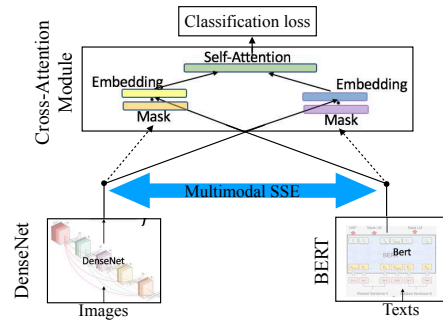 Classification loss
Cross-Attention
Module
Self-Attention
Embedding
Embedding
Mask
Mask
Multimodal SSE
DenseNet
DenseNet
BERT
Bert
Images
Texts